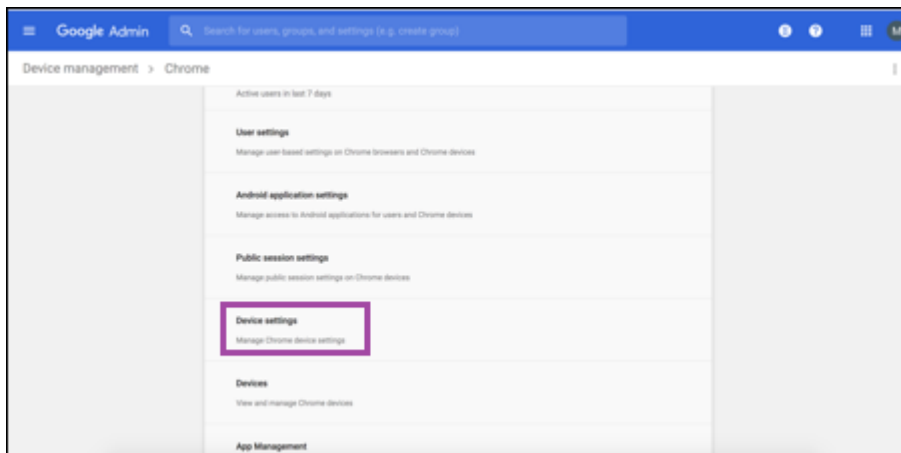 Google Admin
Search for users, groups, and settings (e.g. create group)
M
Device management > Chrome
Active users in last 7 days
User settings
Manage user-based settings on Chrome browsers and Chrome devices
Android application settings
Manage access to Android applications for users and Chrome devices
Public session settings
Manage public session settings on Chrome devices
Device settings
Manage Chrome device settings
Devices
View and manage Chrome devices
App Management